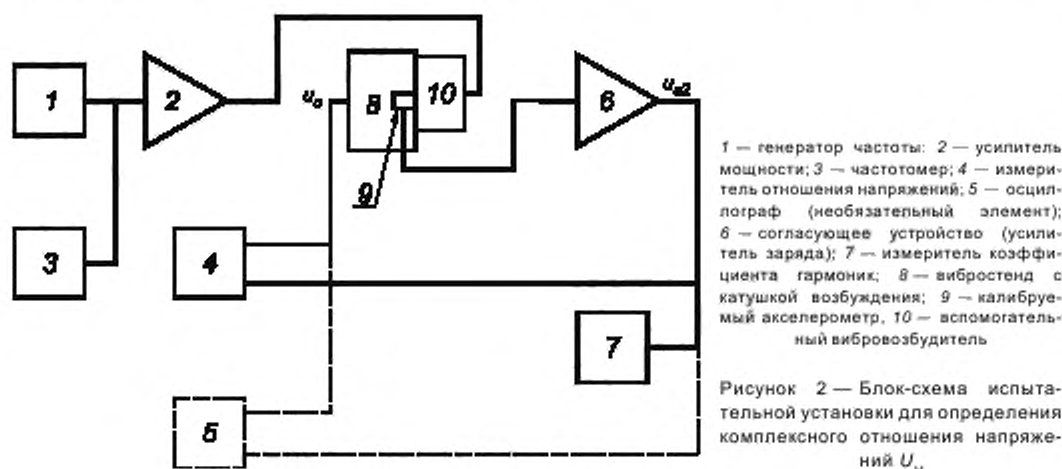 1
2
3
4
5
6
7
8
9
10
u₀
uₐ₂
1 — генератор частоты: 2 — усилитель
мощности; 3 — частотомер; 4 — измери-
тель отношения напряжений; 5 — осцил-
лограф (необязательный элемент);
6 — согласующее устройство (усили-
тель заряда); 7 — измеритель коэффи-
циента гармоник; 8 — вибростенд с
катушкой возбуждения; 9 — калибруе-
мый акселерометр, 10 — вспомогатель-
ный вибровозбудитель
Рисунок 2 — Блок-схема испыта-
тельной установки для определения
комплексного отношения напряже-
ний